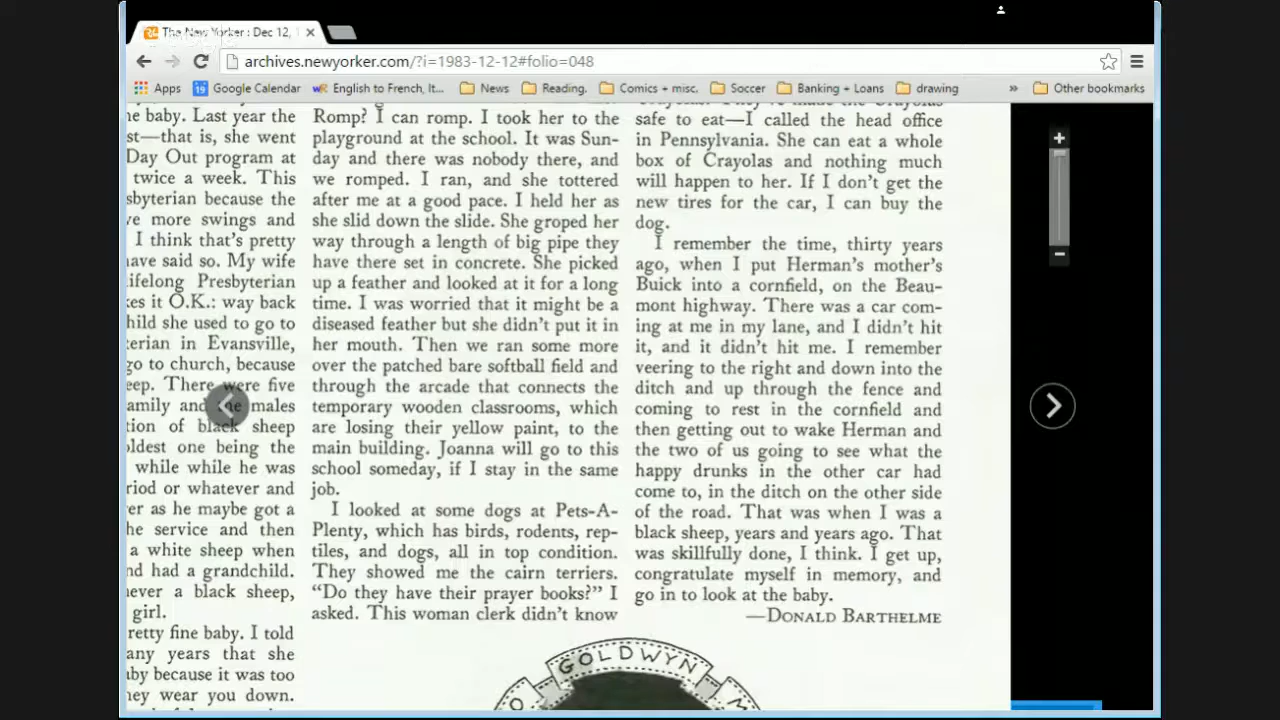 The New Yorker: Dec 12, 1
archives.newyorker.com/?i=1983-12-12#folio=048
Apps
19
Google Calendar
wR
English to French, It...
News
Reading.
Comics + misc.
Soccer
Banking + Loans
drawing
»
Other bookmarks
baby. Last year the
st—that is, she went
Day Out program at
twice a week. This
sbyterian because the
more swings and
I think that's pretty
have said so. My wife
lifelong Presbyterian
it O.K.: way back
child she used to go to
terian in Evansville,
go to church, because
There were five
amily and the males
tion of black sheep
oldest one being the
while while he was
riod or whatever and
as he maybe got a
he service and then
a white sheep when
nd had a grandchild.
never a black sheep,
girl.
retty fine baby. I told
any years that she
aby because it was too
hey wear you down.
Romp? I can romp. I took her to the
playground at the school. It was Sun-
day and there was nobody there, and
we romped. I ran, and she tottered
after me at a good pace. I held her as
she slid down the slide. She groped her
way through a length of big pipe they
have there set in concrete. She picked
up a feather and looked at it for a long
time. I was worried that it might be a
diseased feather but she didn't put it in
her mouth. Then we ran some more
over the patched bare softball field and
through the arcade that connects the
temporary wooden classrooms, which
are losing their yellow paint, to the
main building. Joanna will go to this
school someday, if I stay in the same
job.
I looked at some dogs at Pets-A-
Plenty, which has birds, rodents, rep-
tiles, and dogs, all in top condition.
They showed me the cairn terriers.
"Do they have their prayer books?" I
asked. This woman clerk didn't know
safe to eat—I called the head office
in Pennsylvania. She can eat a whole
box of Crayolas and nothing much
will happen to her. If I don't get the
new tires for the car, I can buy the
dog.
I remember the time, thirty years
ago, when I put Herman's mother's
Buick into a cornfield, on the Beau-
mont highway. There was a car com-
ing at me in my lane, and I didn't hit
it, and it didn't hit me. I remember
veering to the right and down into the
ditch and up through the fence and
coming to rest in the cornfield and
then getting out to wake Herman and
the two of us going to see what the
happy drunks in the other car had
come to, in the ditch on the other side
of the road. That was when I was a
black sheep, years and years ago. That
was skillfully done, I think. I get up,
congratulate myself in memory, and
go in to look at the baby.
—DONALD BARTHELME
GOLDWYN